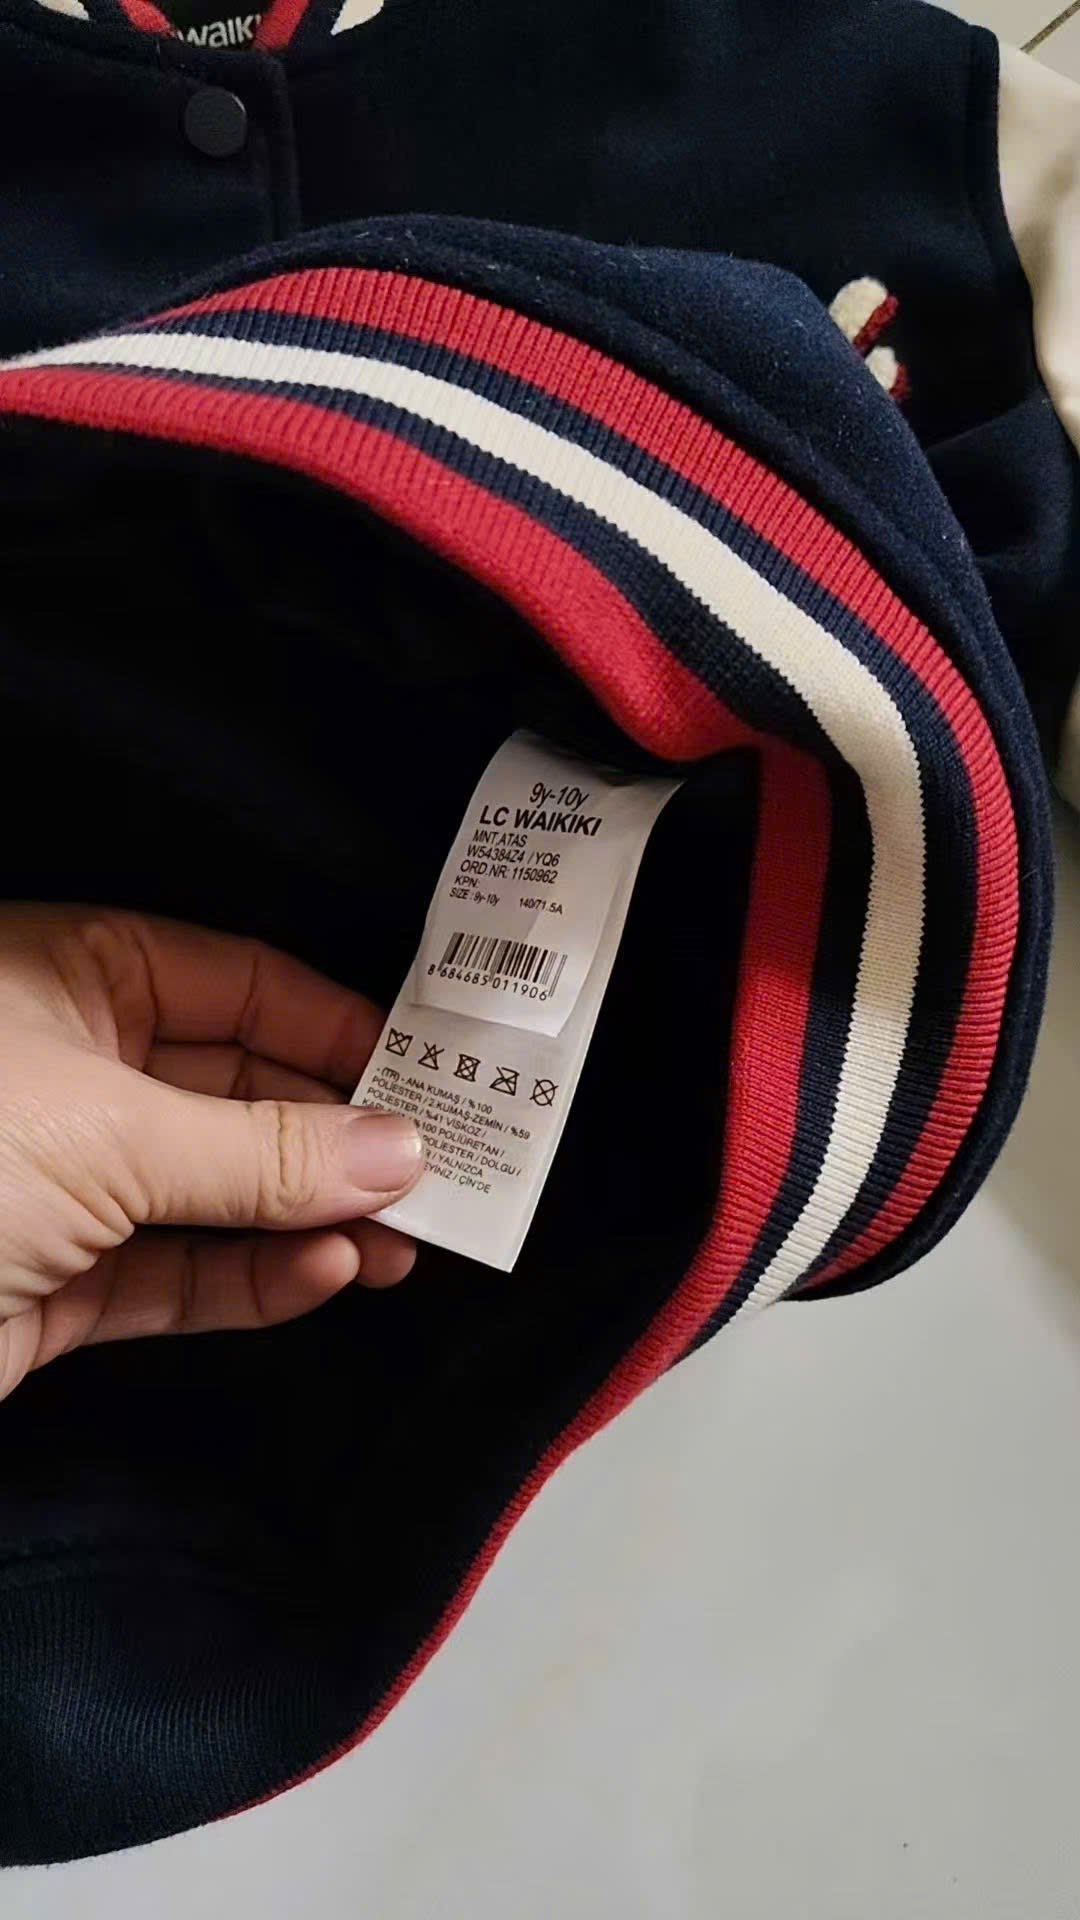 waiki
9y-10y
LC WAIKIKI
MNT,ATAS
W54384Z4 / YQ6
ORD.NR: 1150962
KPN:
SIZE : 9y-10y 140/71.5A
8 684685 011906
- (TR) - ANA KUMAŞ / %100
POLİESTER / 2.KUMAŞ-ZEMİN / %59
POLİESTER / %41 VİSKOZ /
%100 POLİÜRETAN /
POLİESTER / DOLGU /
/ YALNIZCA
/ ÇİN'DE